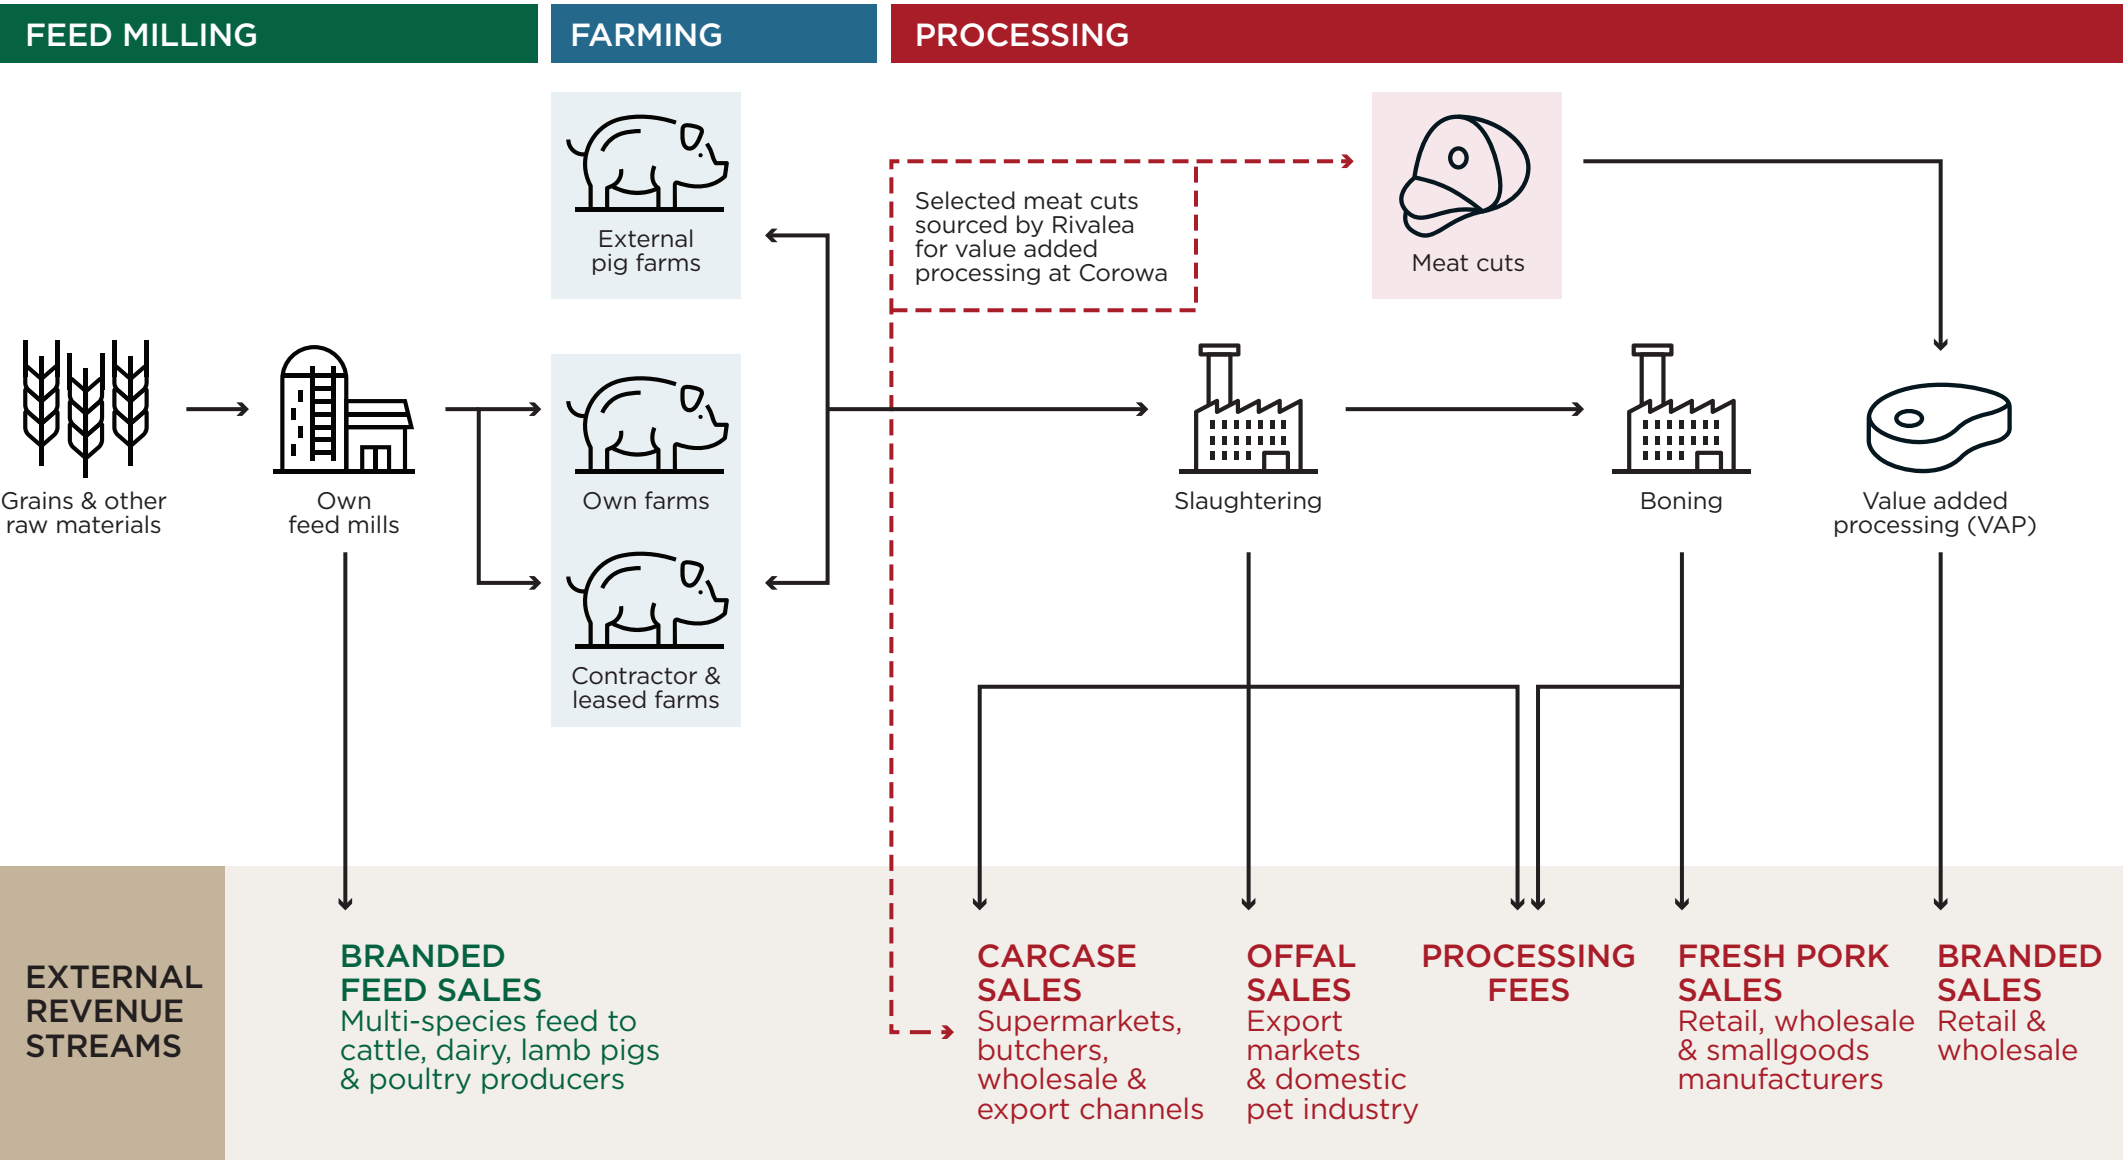 FEED MILLING
FARMING
PROCESSING
External
pig farms
Selected meat cuts
sourced by Rivalea
for value added
processing at Corowa
Meat cuts
Grains & other
raw materials
Own
feed mills
Own farms
Slaughtering
Boning
Value added
processing (VAP)
Contractor &
leased farms
EXTERNAL
REVENUE
STREAMS
BRANDED
FEED SALES
Multi-species feed to
cattle, dairy, lamb pigs
& poultry producers
CARCASE
SALES
Supermarkets,
butchers,
wholesale &
export channels
OFFAL
SALES
Export
markets
& domestic
pet industry
PROCESSING
FEES
FRESH PORK
SALES
Retail, wholesale
& smallgoods
manufacturers
BRANDED
SALES
Retail &
wholesale